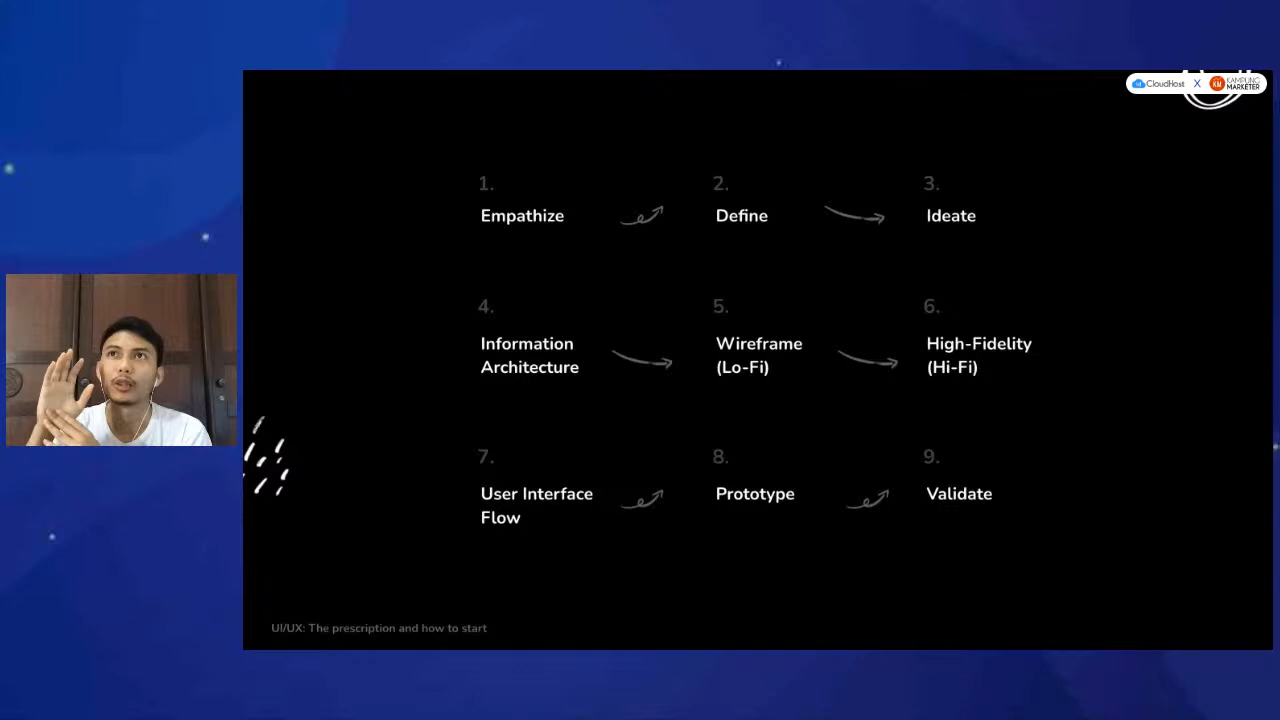 CloudHost X KM KAMPUNG
MARKETER
1.
Empathize
2.
Define
3.
Ideate
4.
Information
Architecture
5.
Wireframe
(Lo-Fi)
6.
High-Fidelity
(Hi-Fi)
7.
User Interface
Flow
8.
Prototype
9.
Validate
UI/UX: The prescription and how to start